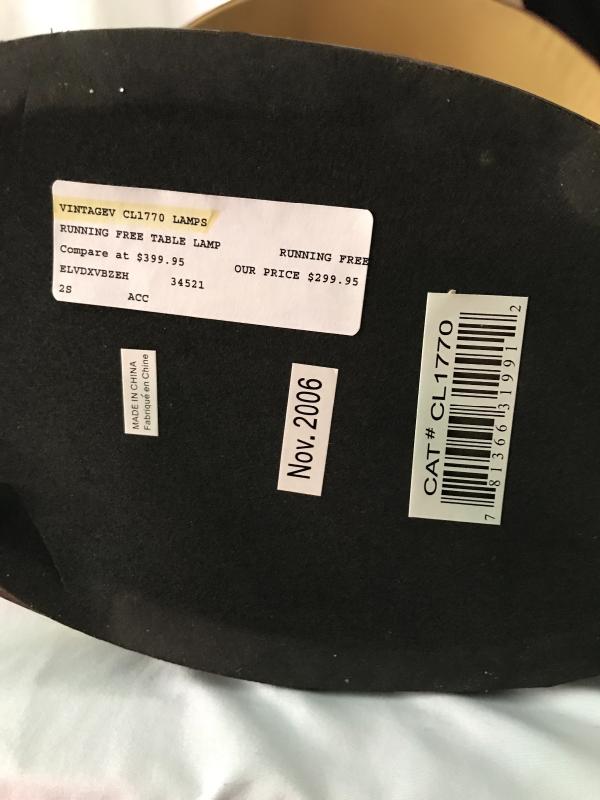 VINTAGEV CL1770 LAMPS
RUNNING FREE TABLE LAMP
RUNNING FREE
Compare at $399.95
OUR PRICE $299.95
ELVDXVBZEH 34521
2S ACC
MADE IN CHINA
Fabriqué en Chine
Nov. 2006
CAT # CL1770
7 81366 31991 2